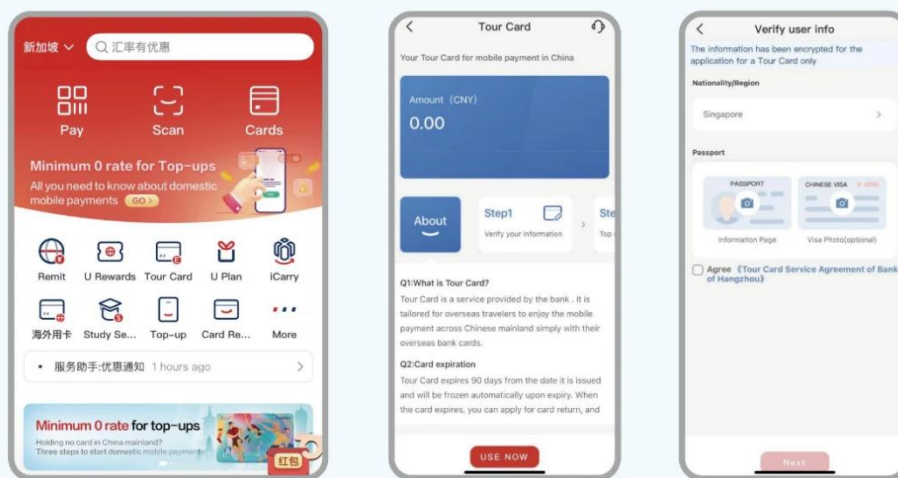 新加坡
汇率有优惠
Pay
Scan
Cards
Minimum 0 rate for Top-ups
All you need to know about domestic
mobile payments GO >
Remit
U Rewards
Tour Card
U Plan
iCarry
海外用卡
Study Se...
Top-up
Card Re...
More
• 服务助手:优惠通知 1 hours ago
Minimum 0 rate for top-ups
Holding no card in China mainland?
Three steps to start domestic mobile payments
红包
Tour Card
Your Tour Card for mobile payment in China
Amount (CNY)
0.00
About
Step1
Verify your information
Ste
Top
Q1:What is Tour Card?
Tour Card is a service provided by the bank . It is
tailored for overseas travelers to enjoy the mobile
payment across Chinese mainland simply with their
overseas bank cards.
Q2:Card expiration
Tour Card expires 90 days from the date it is issued
and will be frozen automatically upon expiry. When
the card expires, you can apply for card return, and
USE NOW
Verify user info
The information has been encrypted for the
application for a Tour Card only
Nationality/Region
Singapore
Passport
PASSPORT
CHINESE VISA
Information Page
Visa Photo(optional)
Agree 《Tour Card Service Agreement of Bank
of Hangzhou》
Next